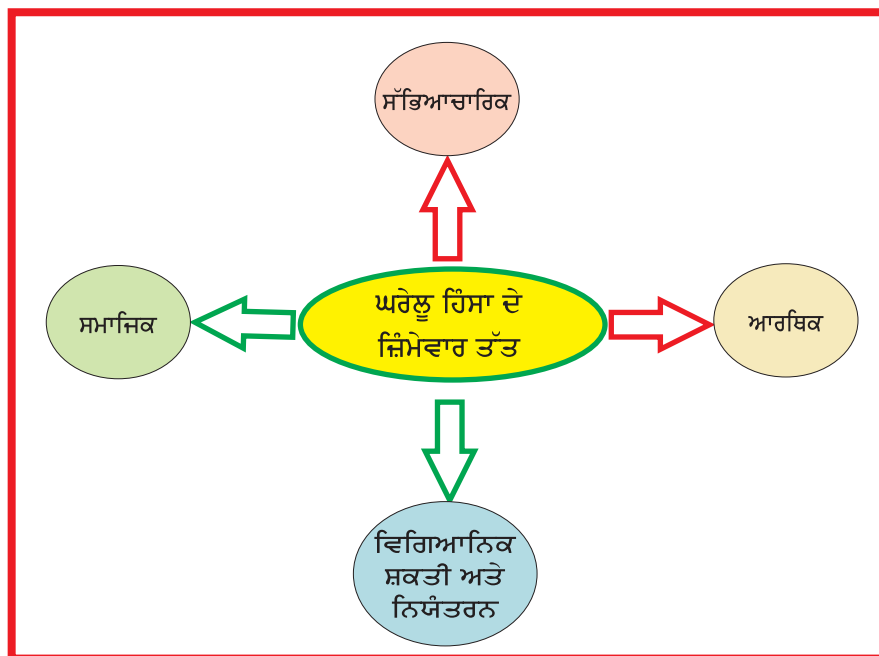 ਸੱਭਿਆਚਾਰਿਕ
ਘਰੇਲੂ ਹਿੰਸਾ ਦੇ
ਜ਼ਿੰਮੇਵਾਰ ਤੱਤ
ਸਮਾਜਿਕ
ਆਰਥਿਕ
ਵਿਗਿਆਨਿਕ
ਸ਼ਕਤੀ ਅਤੇ
ਨਿਯੰਤਰਨ